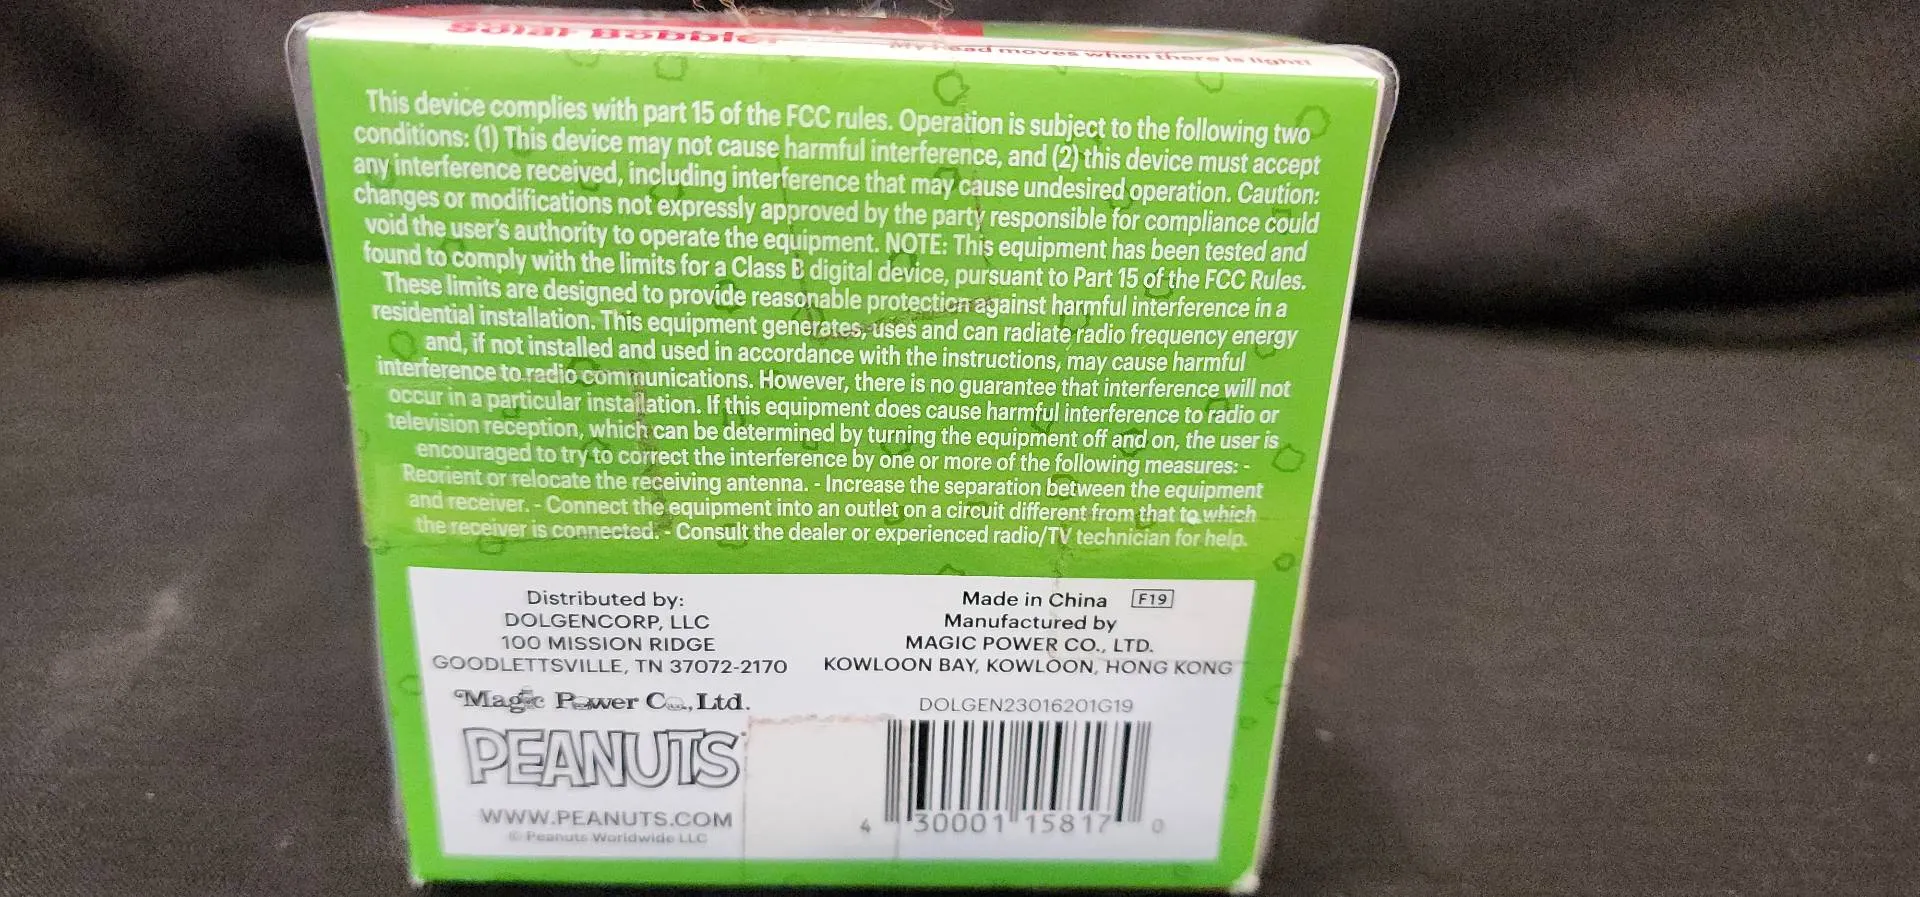 Solar Bobbler
My head moves when there is light!
This device complies with part 15 of the FCC rules. Operation is subject to the following two
conditions: (1) This device may not cause harmful interference, and (2) this device must accept
any interference received, including interference that may cause undesired operation. Caution:
changes or modifications not expressly approved by the party responsible for compliance could
void the user's authority to operate the equipment. NOTE: This equipment has been tested and
found to comply with the limits for a Class B digital device, pursuant to Part 15 of the FCC Rules.
These limits are designed to provide reasonable protection against harmful interference in a
residential installation. This equipment generates, uses and can radiate radio frequency energy
and, if not installed and used in accordance with the instructions, may cause harmful
interference to radio communications. However, there is no guarantee that interference will not
occur in a particular installation. If this equipment does cause harmful interference to radio or
television reception, which can be determined by turning the equipment off and on, the user is
encouraged to try to correct the interference by one or more of the following measures: -
Reorient or relocate the receiving antenna. - Increase the separation between the equipment
and receiver. - Connect the equipment into an outlet on a circuit different from that to which
the receiver is connected. - Consult the dealer or experienced radio/TV technician for help.
Distributed by:
DOLGENCORP, LLC
100 MISSION RIDGE
GOODLETTSVILLE, TN 37072-2170
Magic Power Co., Ltd.
PEANUTS
WWW.PEANUTS.COM
© Peanuts Worldwide LLC
Made in China F19
Manufactured by
MAGIC POWER CO., LTD.
KOWLOON BAY, KOWLOON, HONG KONG
DOLGEN23016201G19
4 30001 15817 0